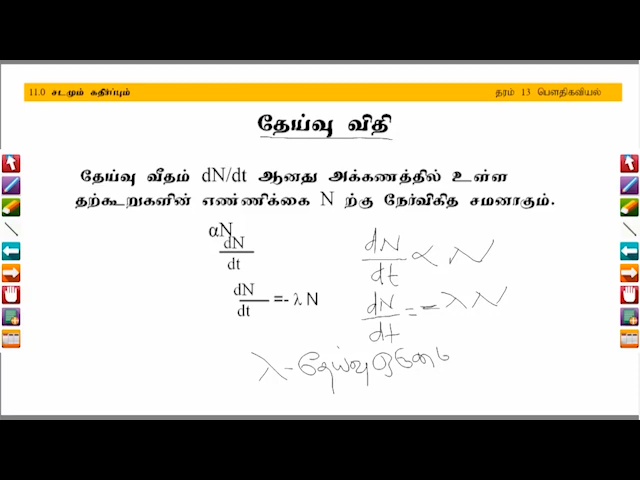 11.0 சடமும் கதிர்ப்பும்
தரம் 13 பௌதிகவியல்
தேய்வு விதி
தேய்வு வீதம் dN/dt ஆனது அக்கணத்தில் உள்ள
தற்கூறுகளின் எண்ணிக்கை N ற்கு நேர்விகித சமனாகும்.
αN
dN
dt
dN
dt
=- λ N
dN
dt
∝ N
dN
dt
= -λN
λ - தேய்வு